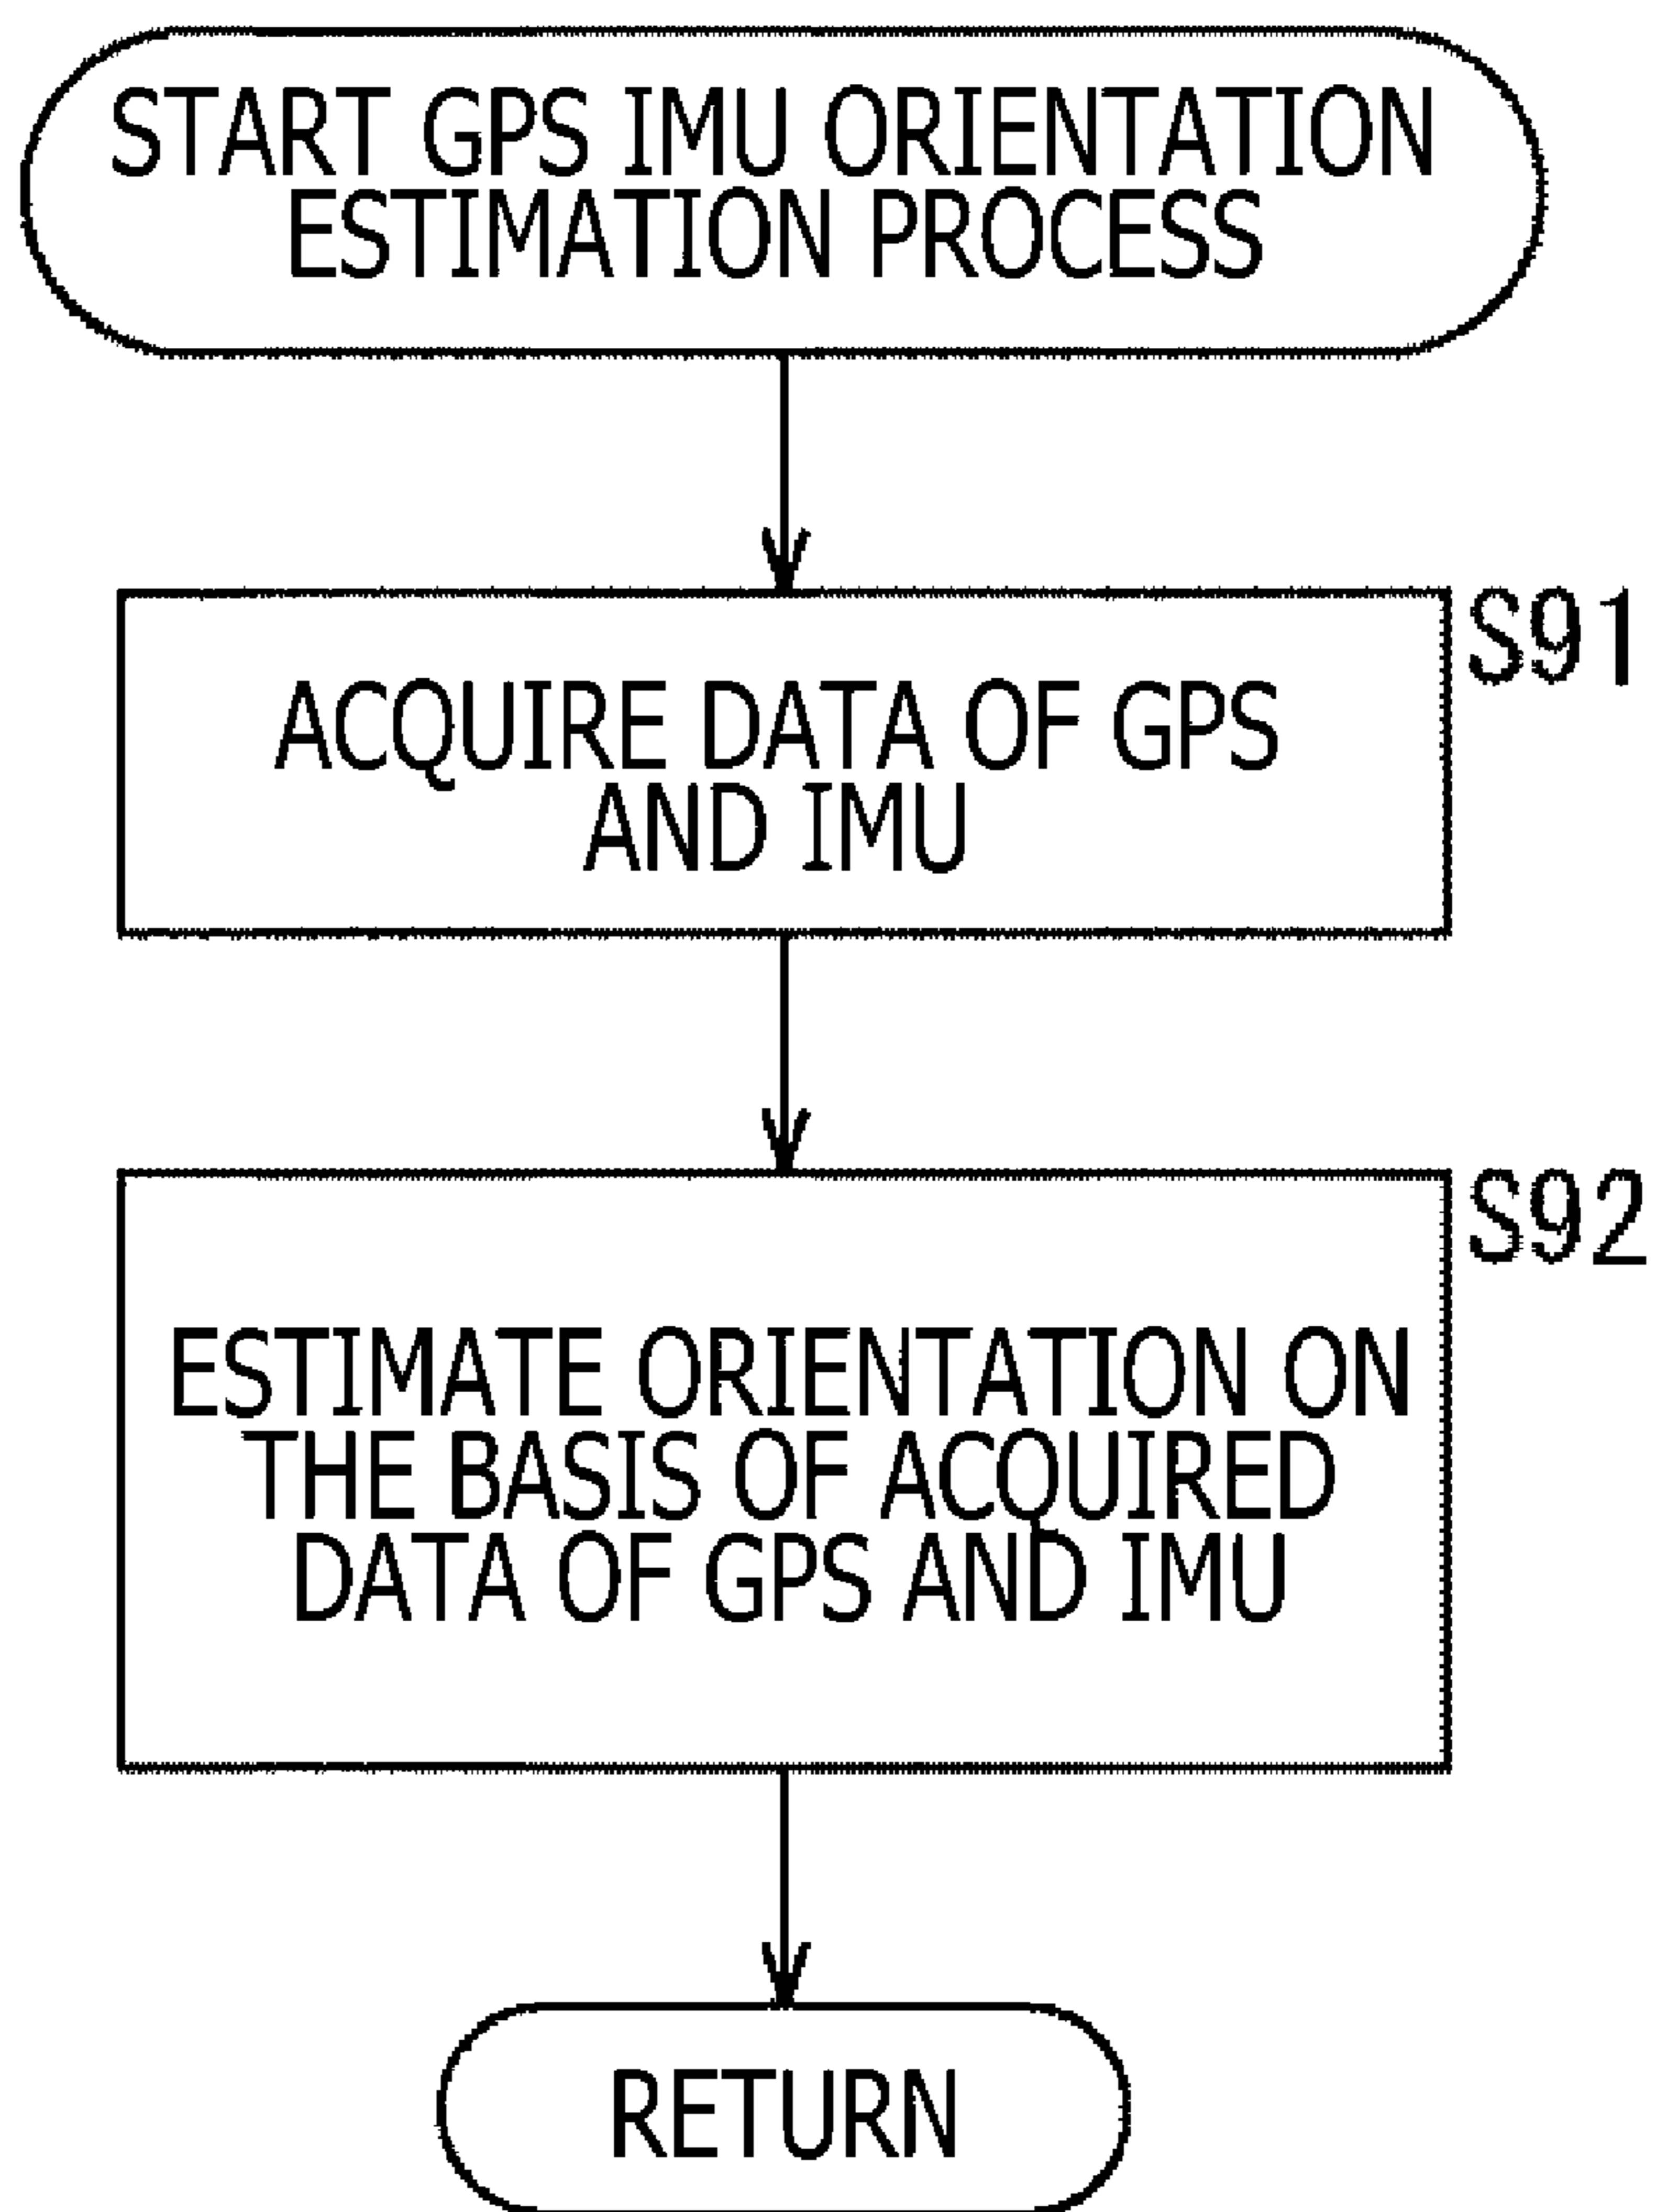 START GPS IMU ORIENTATION
ESTIMATION PROCESS
S91
ACQUIRE DATA OF GPS
AND IMU
S92
ESTIMATE ORIENTATION ON
THE BASIS OF ACQUIRED
DATA OF GPS AND IMU
RETURN